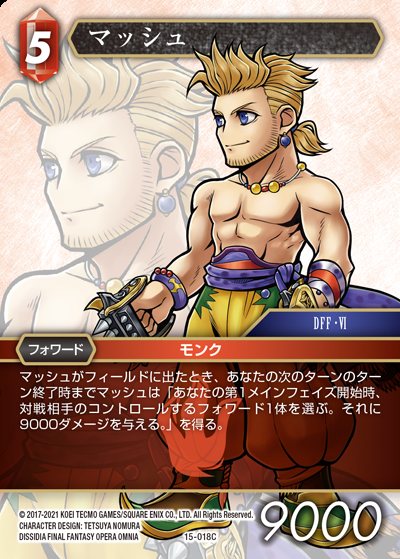 5
マッシュ
DFF・VI
フォワード
モンク
マッシュがフィールドに出たとき、あなたの次のターンのター
ン終了時までマッシュは「あなたの第1メインフェイズ開始時、
対戦相手のコントロールするフォワード1体を選ぶ。それに
9000ダメージを与える。」を得る。
© 2017-2021 KOEI TECMO GAMES/SQUARE ENIX CO., LTD. All Rights Reserved.
CHARACTER DESIGN: TETSUYA NOMURA
DISSIDIA FINAL FANTASY OPERA OMNIA
15-018C
9000